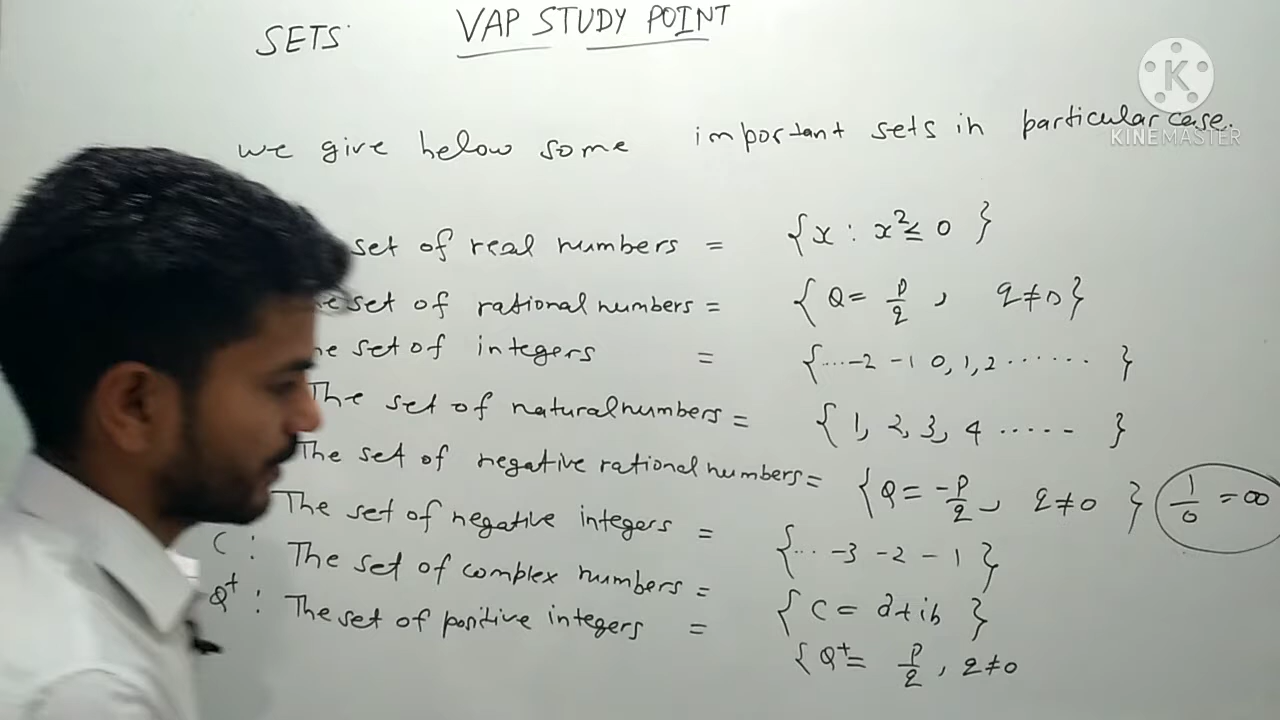 SETS VAP STUDY POINT
K
KINEMASTER
we give below some important sets in particular case.
set of real numbers = {x : x² ≤ 0 }
set of rational numbers = { Q = p/q , q ≠ 0 }
set of integers = { ... -2 -1 0, 1, 2 ...... }
The set of natural numbers = { 1, 2, 3, 4 ..... }
The set of negative rational numbers = { Q = -p/q , q ≠ 0 } 1/0 = ∞
The set of negative integers = { ... -3 -2 -1 }
C : The set of complex numbers = { C = a+ib }
Q⁺ : The set of positive integers = { Q⁺ = p/q , q ≠ 0